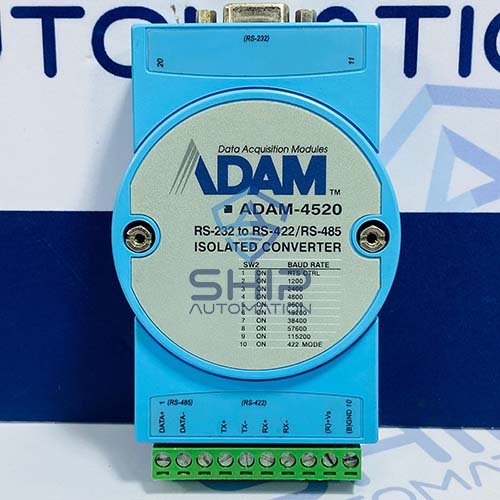 AUTOMATION
(RS-232)
20
11
Data Acquisition Modules
ADAM™
■ ADAM-4520
RS-232 to RS-422/RS-485
ISOLATED CONVERTER
SW2 BAUD RATE
1 ON RTS CTRL
2 ON 1200
3 ON 2400
4 ON 4800
5 ON 9600
6 ON 19200
7 ON 38400
8 ON 57600
9 ON 115200
10 ON 422 MODE
SHIP
AUTOMATION
1 (RS-485) (RS-422)
DATA+ DATA- TX+ TX- RX+ RX- (R)+Vs (B)GND 10